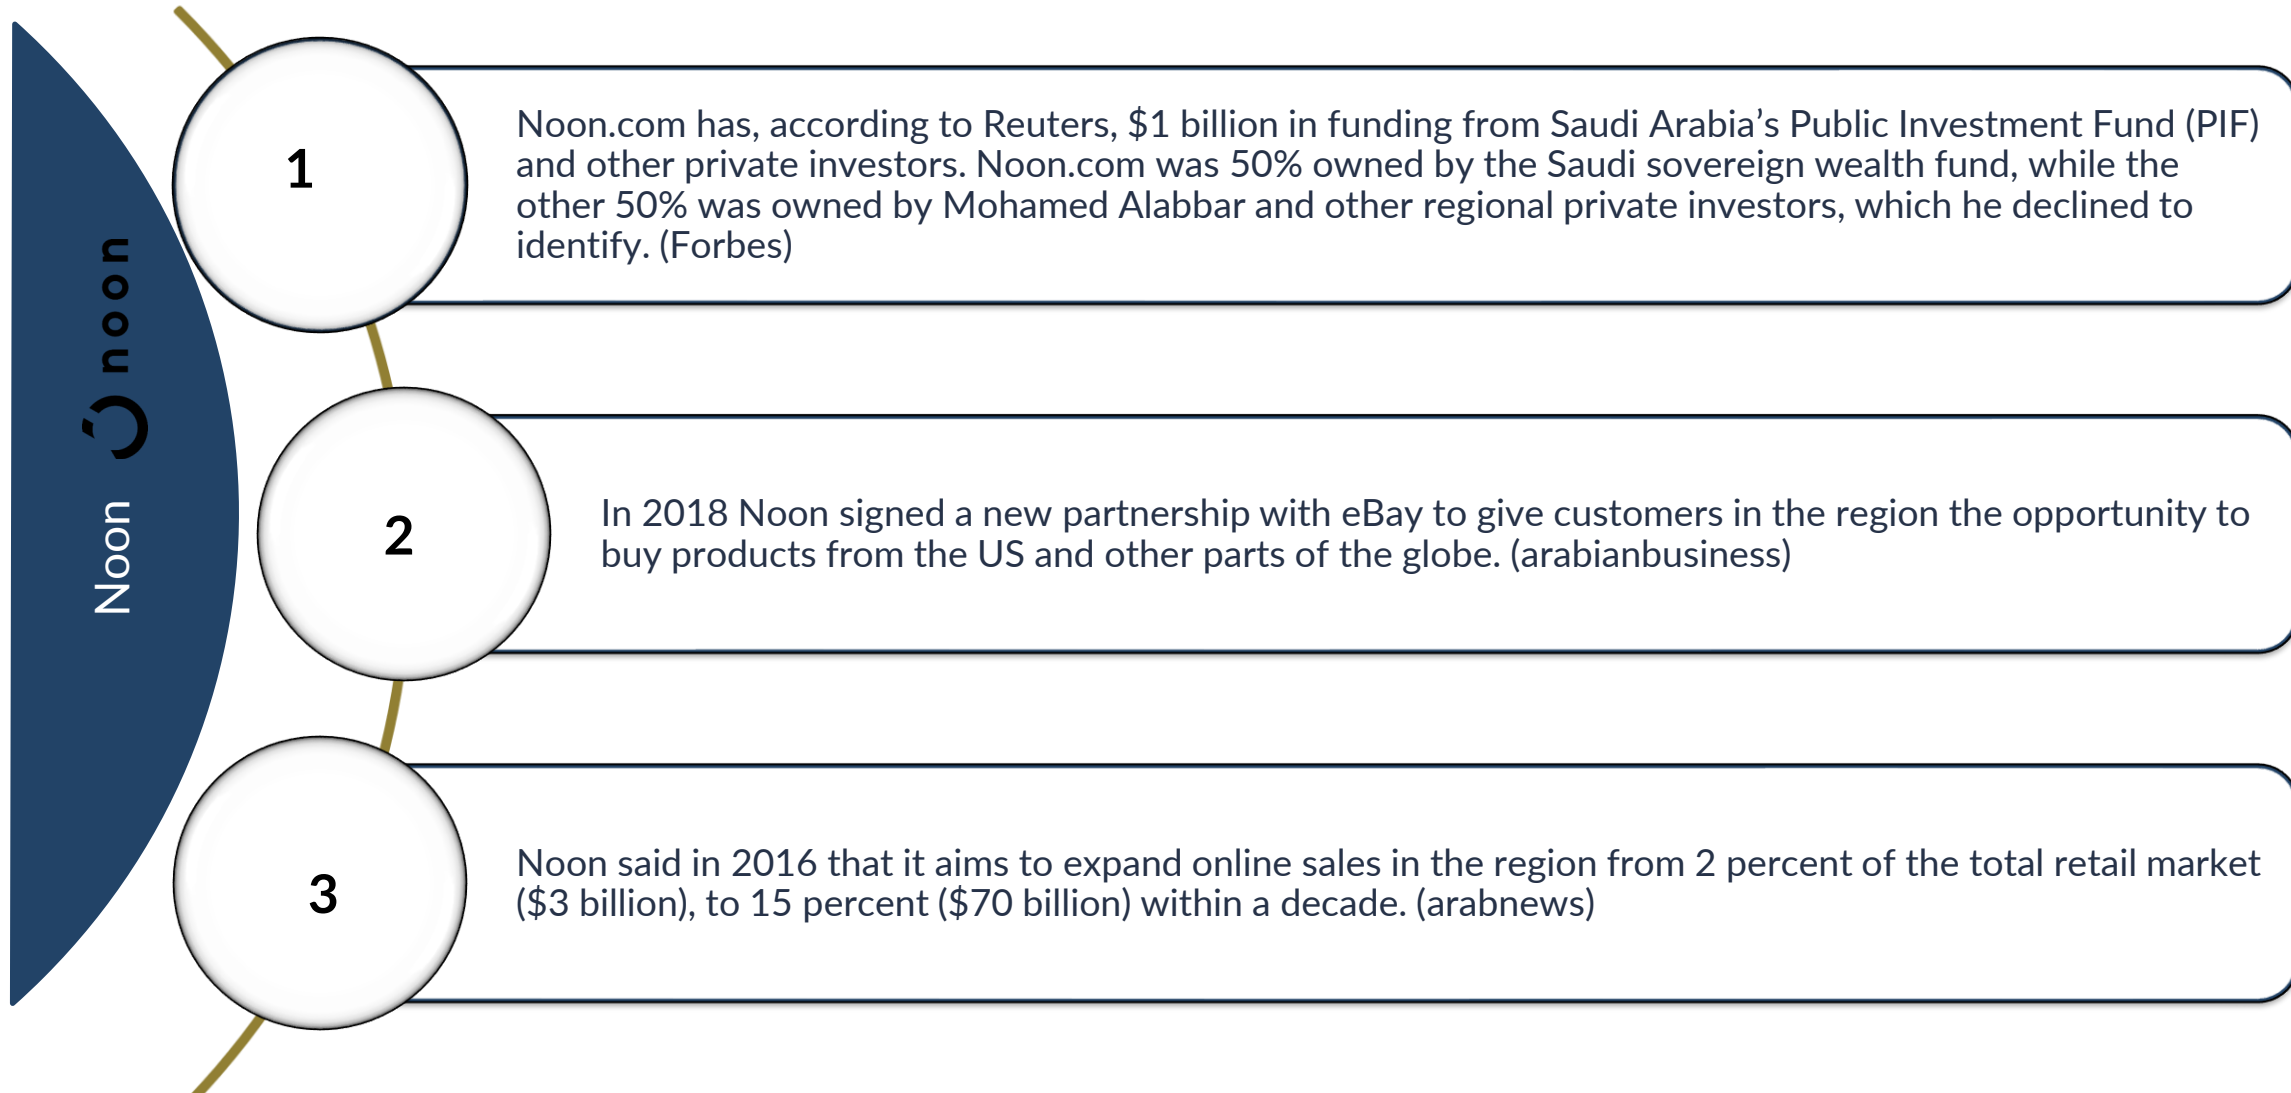 noon
Noon
1
Noon.com has, according to Reuters, $1 billion in funding from Saudi Arabia’s Public Investment Fund (PIF)
and other private investors. Noon.com was 50% owned by the Saudi sovereign wealth fund, while the
other 50% was owned by Mohamed Alabbar and other regional private investors, which he declined to
identify. (Forbes)
2
In 2018 Noon signed a new partnership with eBay to give customers in the region the opportunity to
buy products from the US and other parts of the globe. (arabianbusiness)
3
Noon said in 2016 that it aims to expand online sales in the region from 2 percent of the total retail market
($3 billion), to 15 percent ($70 billion) within a decade. (arabnews)